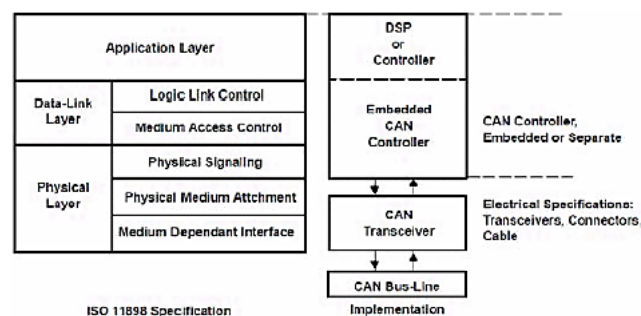 Application Layer
Data-Link
Layer
Logic Link Control
Medium Access Control
Physical
Layer
Physical Signaling
Physical Medium Attchment
Medium Dependant Interface
ISO 11898 Specification
DSP
or
Controller
Embedded
CAN
Controller
CAN
Transceiver
CAN Bus-Line
Implementation
CAN Controller,
Embedded or Separate
Electrical Specifications:
Transceivers, Connectors,
Cable